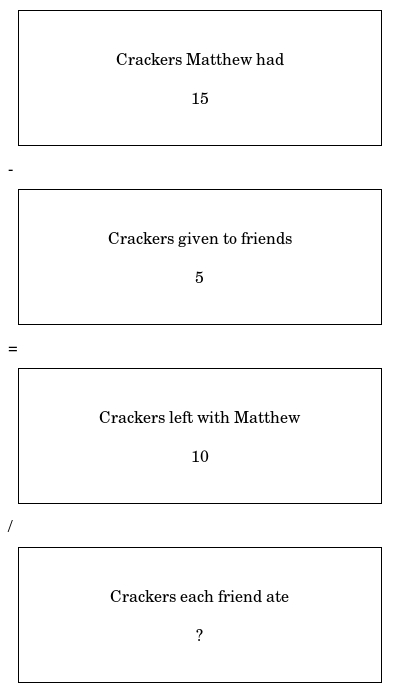 Crackers Matthew had
15
-
Crackers given to friends
5
=
Crackers left with Matthew
10
/
Crackers each friend ate
?